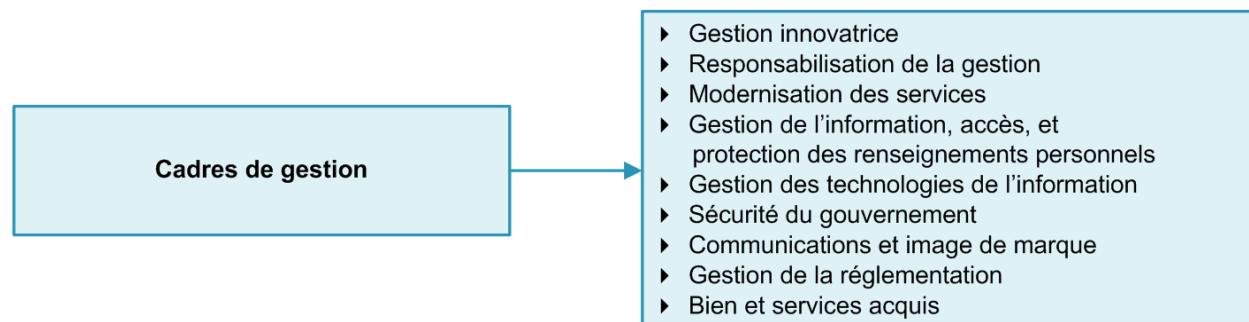 Cadres de gestion
Gestion innovatrice
Responsabilisation de la gestion
Modernisation des services
Gestion de l’information, accès, et
protection des renseignements personnels
Gestion des technologies de l’information
Sécurité du gouvernement
Communications et image de marque
Gestion de la réglementation
Bien et services acquis